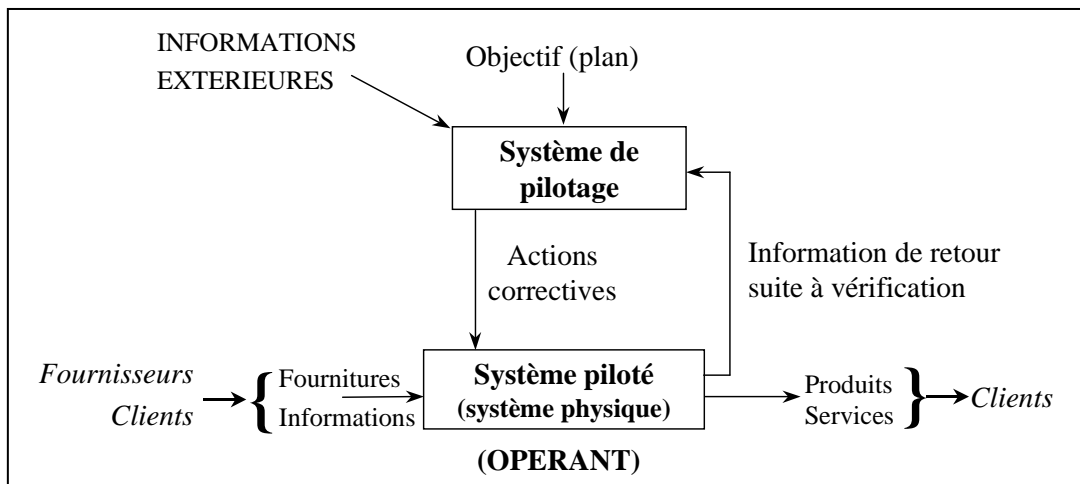 INFORMATIONS
EXTERIEURES
Objectif (plan)
Système de
pilotage
Actions
correctives
Information de retour
suite à vérification
Fournisseurs
Clients
{ Fournitures
Informations
Système piloté
(système physique)
Produits
Services }
Clients
(OPERANT)